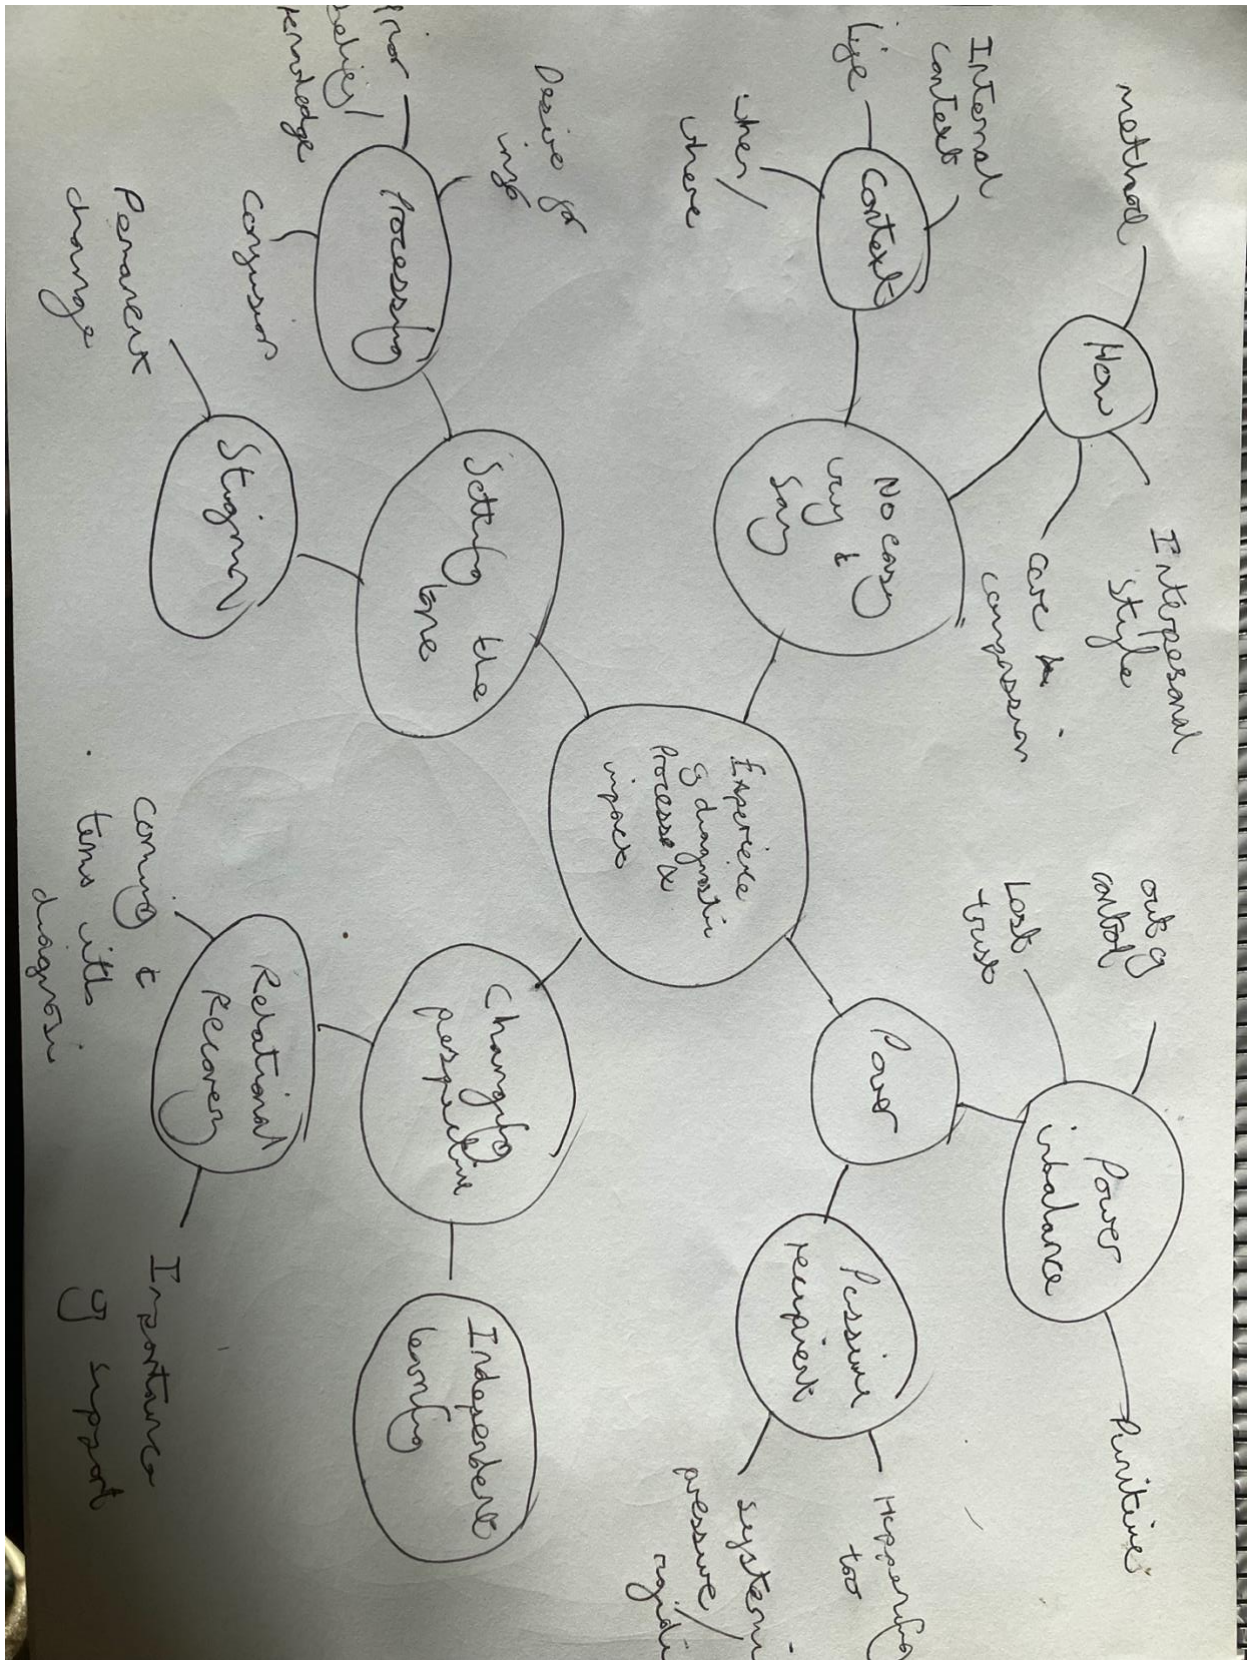 method
How
Interpersonal
style
care &
compassion
Internal
context
life
Context
when/
where
No easy
way to
say
Desire for
info
Prior
beliefs/
knowledge
Processing
Confusion
Setting the
tone
Stigma
Permanent
change
Experience
of diagnostic
Process &
impact
out of
control
Lost
trust
Power
imbalance
Punitive
Power
Passive
recipient
Happening
too
system
pressure/
Changing
perspective
Relational
Recovery
Coming to
terms with
diagnosi
Importance
of support
Independent
learning